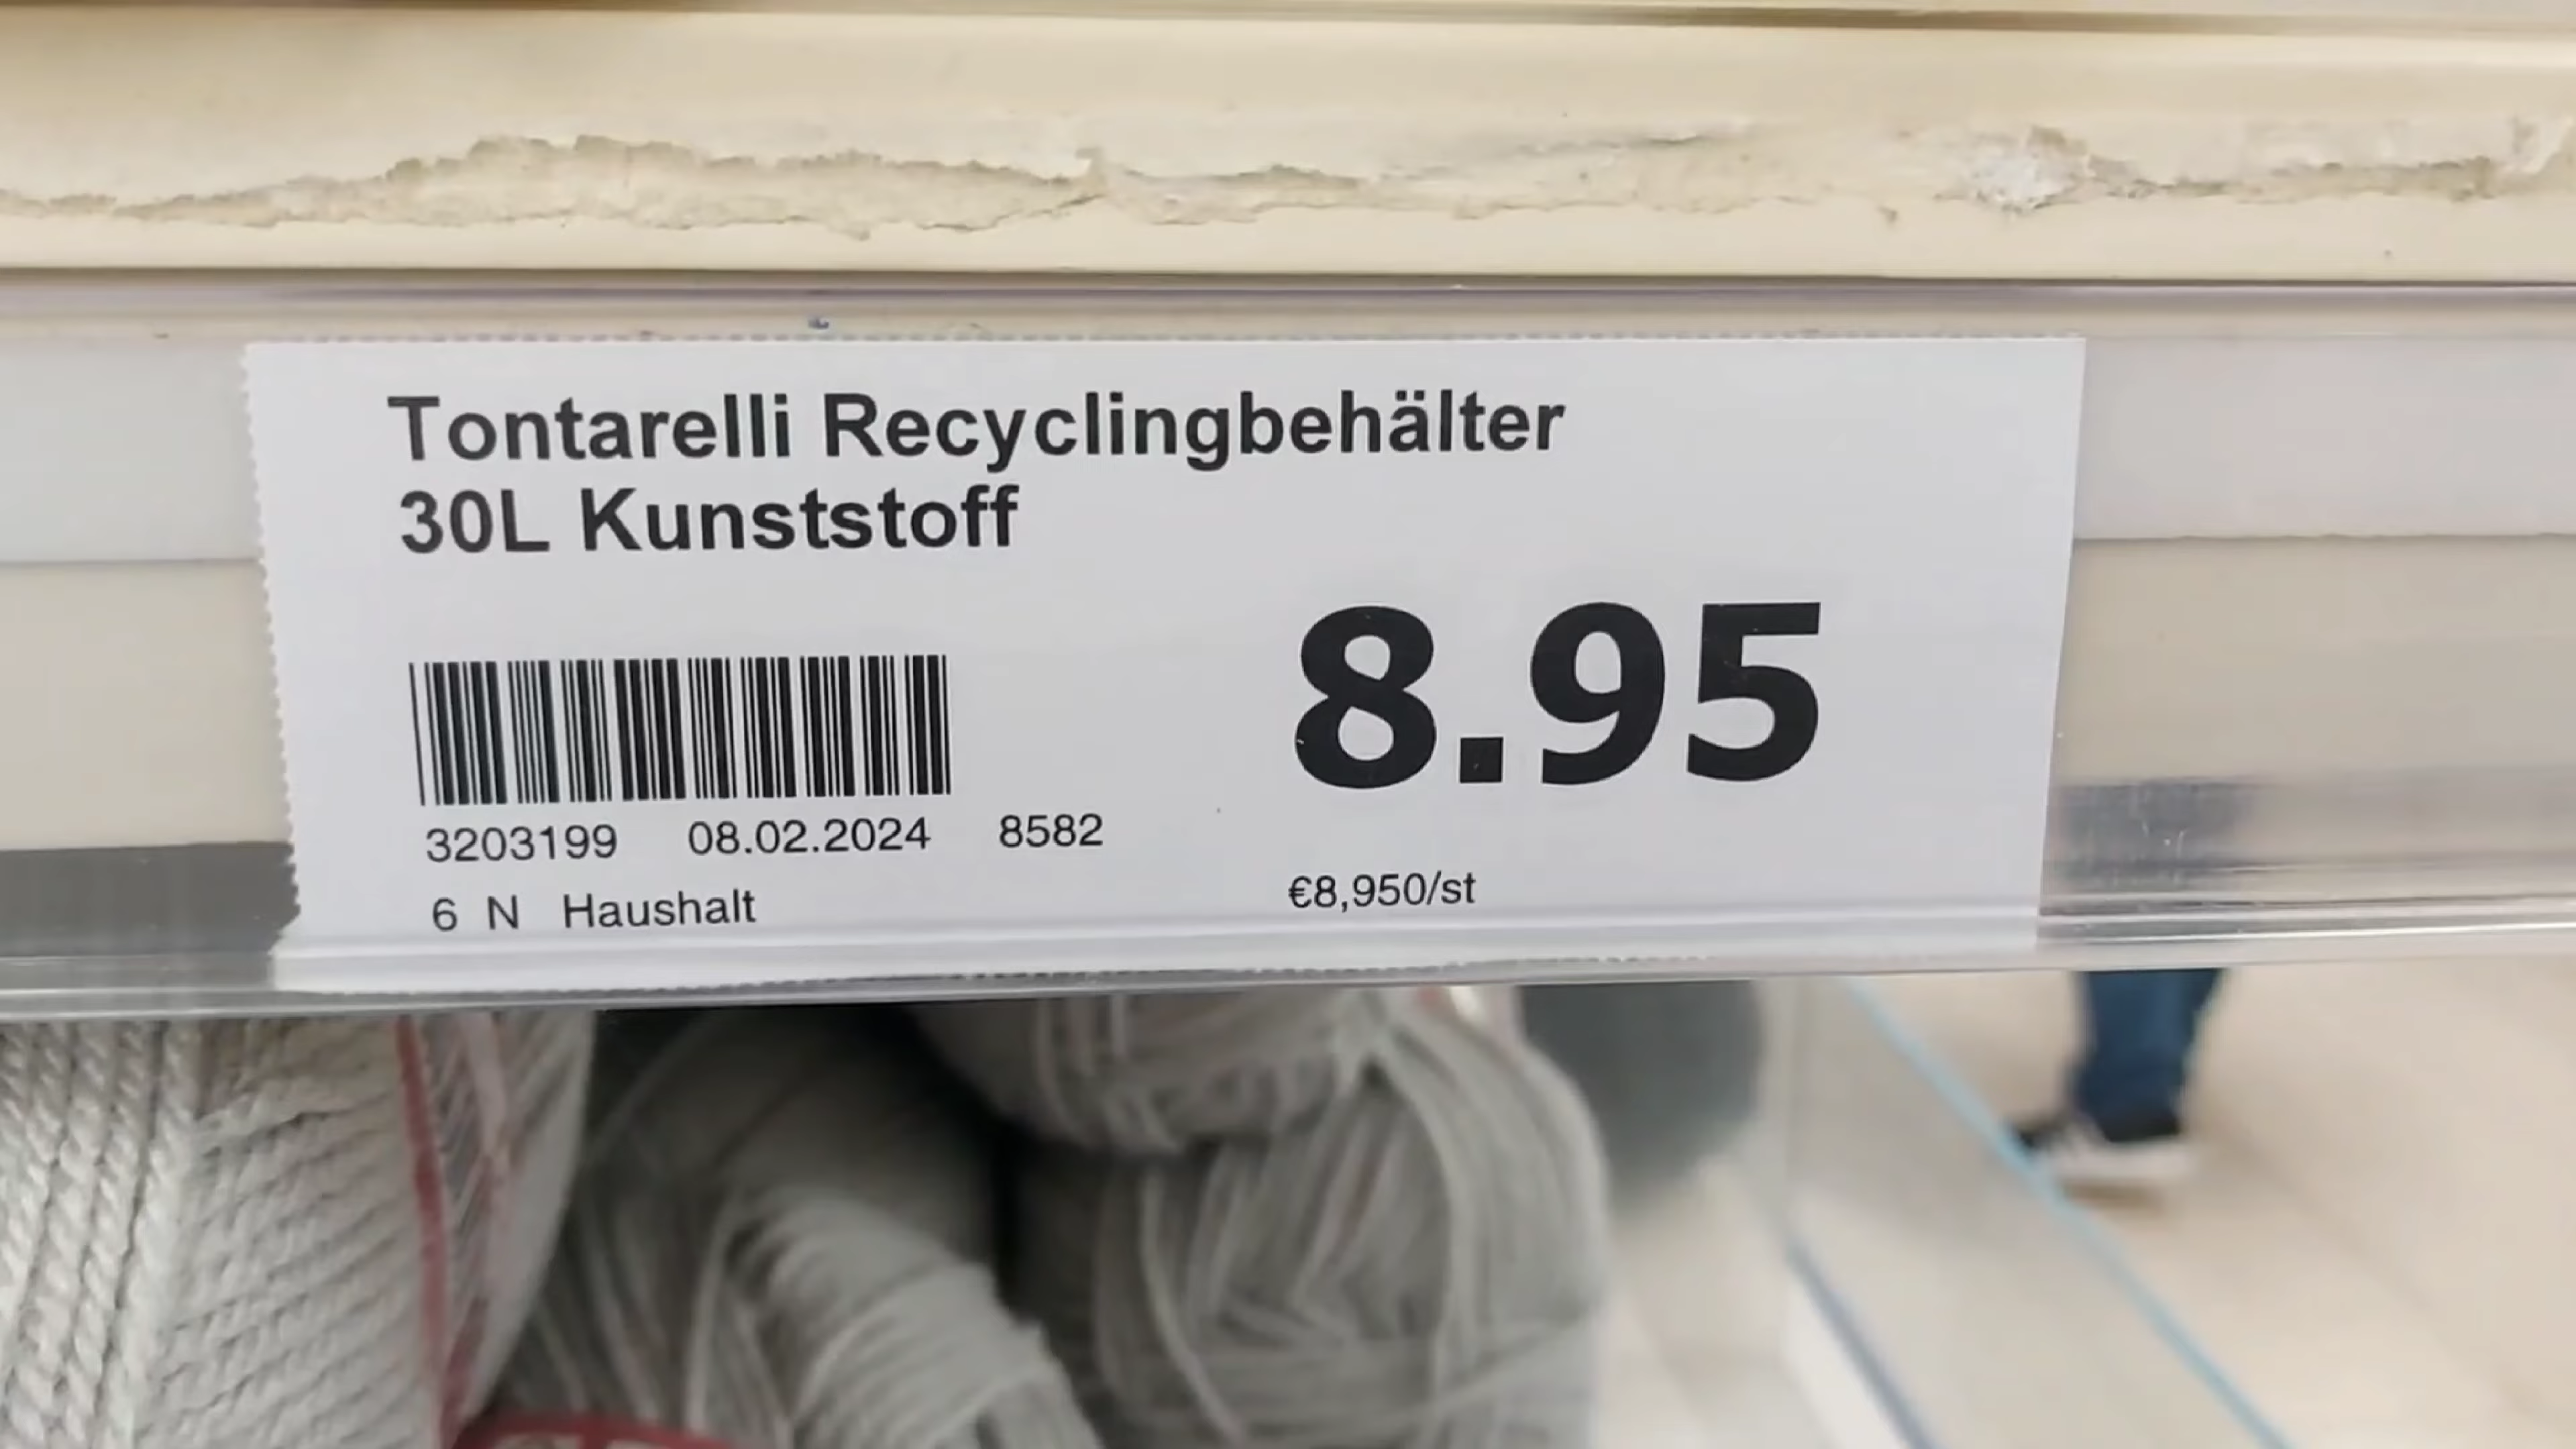 Tontarelli Recyclingbehälter
30L Kunststoff
8.95
3203199 08.02.2024 8582
6 N Haushalt
€8,950/st